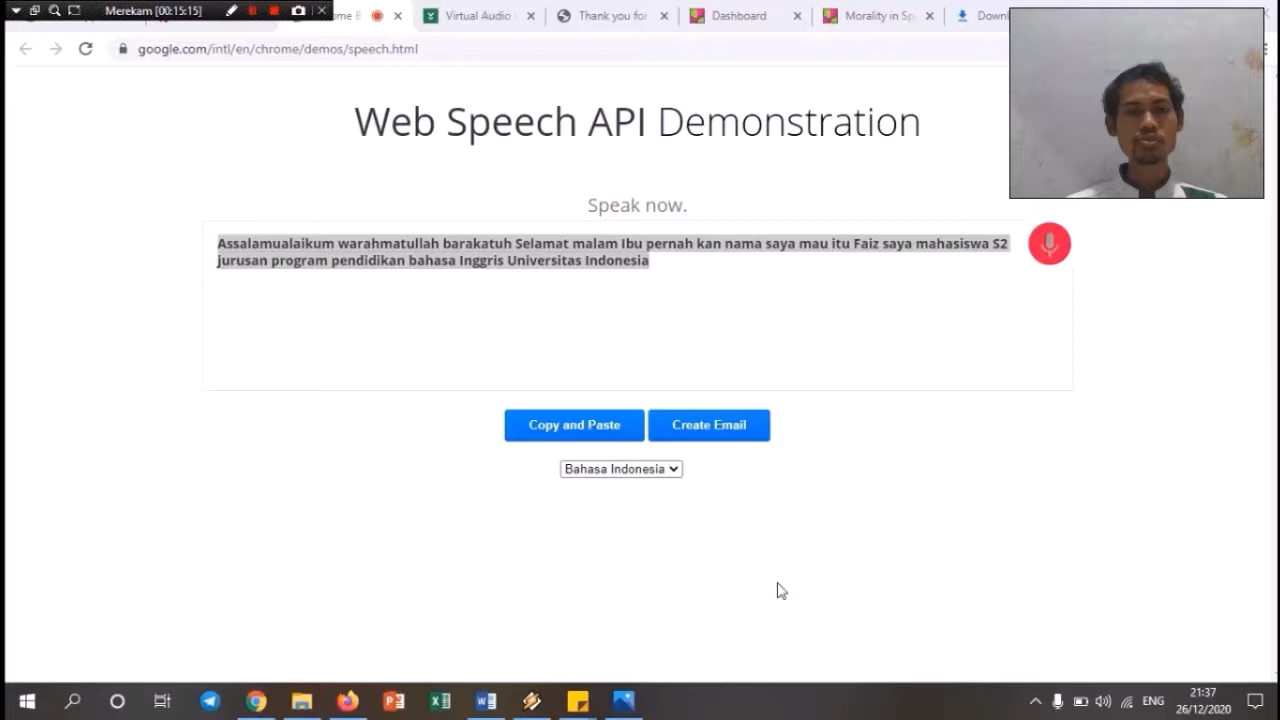 Merekam [00:15:15]
Virtual Audio
Thank you for
Dashboard
Morality in Sp
Downl
google.com/intl/en/chrome/demos/speech.html
Web Speech API Demonstration
Speak now.
Assalamualaikum warahmatullah barakatuh Selamat malam Ibu pernah kan nama saya mau itu Faiz saya mahasiswa S2
jurusan program pendidikan bahasa Inggris Universitas Indonesia
Copy and Paste
Create Email
Bahasa Indonesia
ENG
21:37
26/12/2020